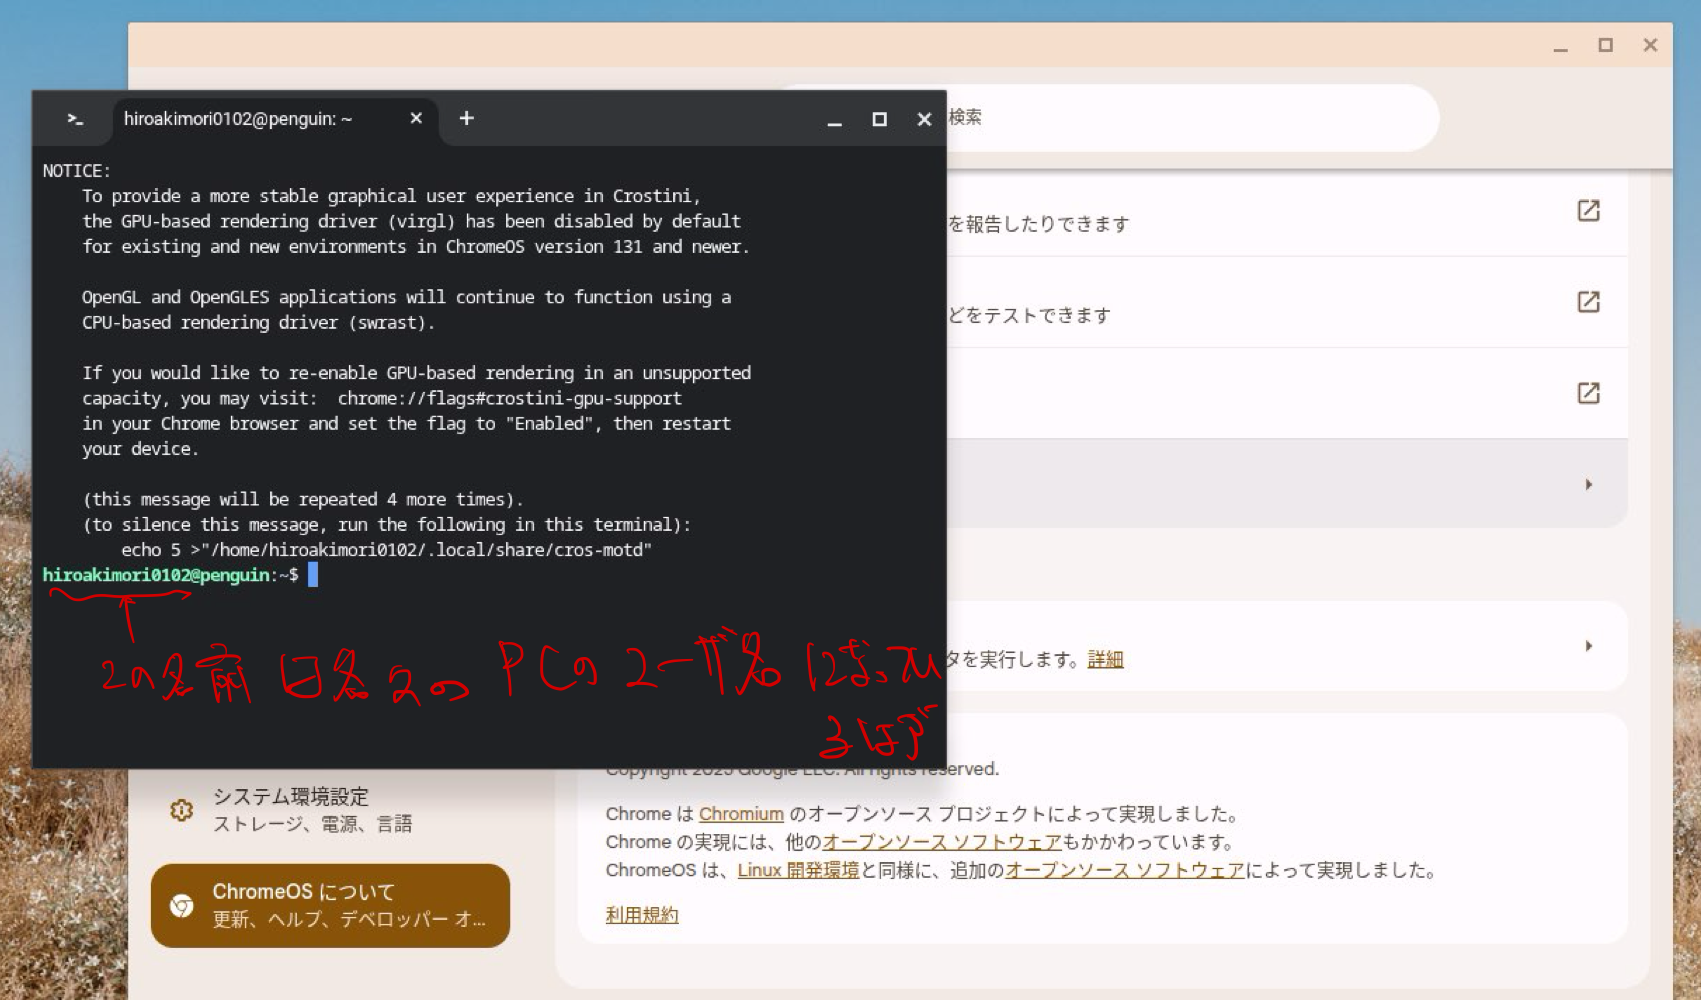 hiroakimori0102@penguin: ~
NOTICE:
To provide a more stable graphical user experience in Crostini,
the GPU-based rendering driver (virgl) has been disabled by default
for existing and new environments in ChromeOS version 131 and newer.
OpenGL and OpenGLES applications will continue to function using a
CPU-based rendering driver (swrast).
If you would like to re-enable GPU-based rendering in an unsupported
capacity, you may visit:  chrome://flags#crostini-gpu-support
in your Chrome browser and set the flag to "Enabled", then restart
your device.
(this message will be repeated 4 more times).
(to silence this message, run the following in this terminal):
echo 5 >"/home/hiroakimori0102/.local/share/cros-motd"
hiroakimori0102@penguin:~$
この名前は各々のPCのユーザ名になってい
るはず
検索
を報告したりできます
どをテストできます
タを実行します。詳細
Copyright 2025 Google LLC. All rights reserved.
Chrome は Chromium のオープンソース プロジェクトによって実現しました。
Chrome の実現には、他のオープンソース ソフトウェアもかかわっています。
ChromeOS は、Linux 開発環境と同様に、追加のオープンソース ソフトウェアによって実現しました。
利用規約
システム環境設定
ストレージ、電源、言語
ChromeOS について
更新、ヘルプ、デベロッパー オ...